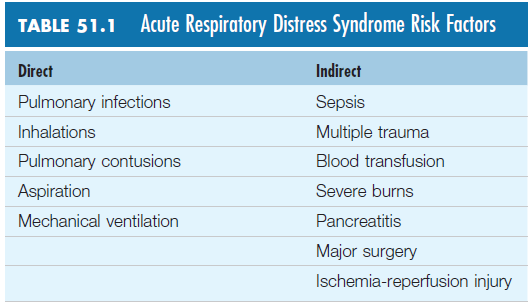 TABLE 51.1 Acute Respiratory Distress Syndrome Risk Factors
Direct Indirect
Pulmonary infections Sepsis
Inhalations Multiple trauma
Pulmonary contusions Blood transfusion
Aspiration Severe burns
Mechanical ventilation Pancreatitis
Major surgery
Ischemia-reperfusion injury